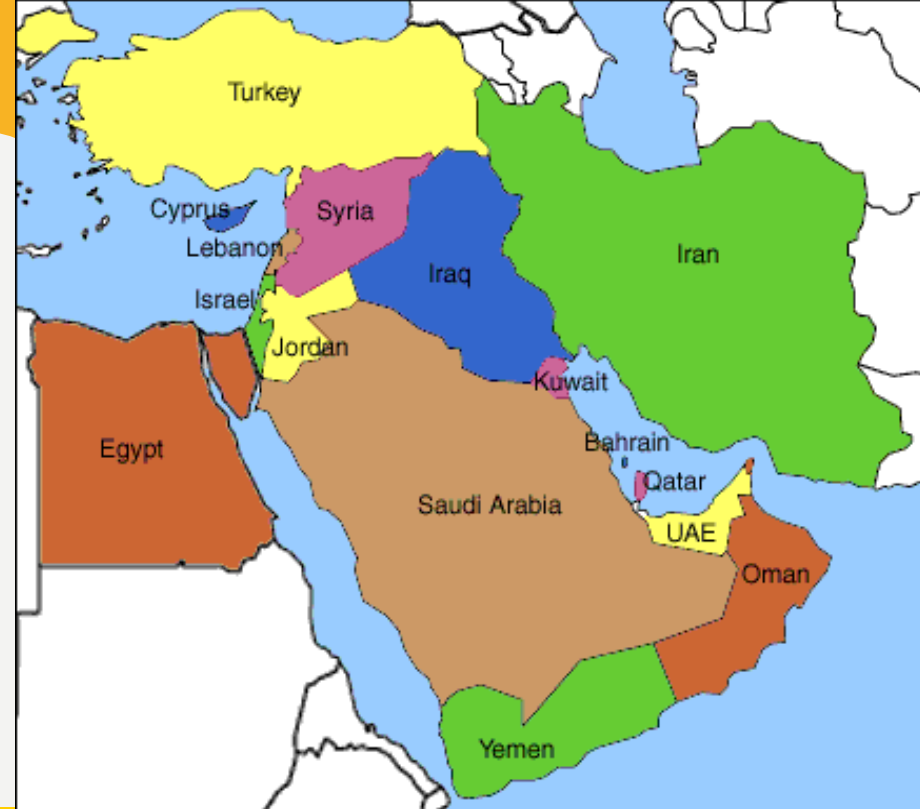 Turkey
Cyprus
Syria
Lebanon
Iran
Iraq
Israel
Jordan
Kuwait
Bahrain
Egypt
Qatar
Saudi Arabia
UAE
Oman
Yemen